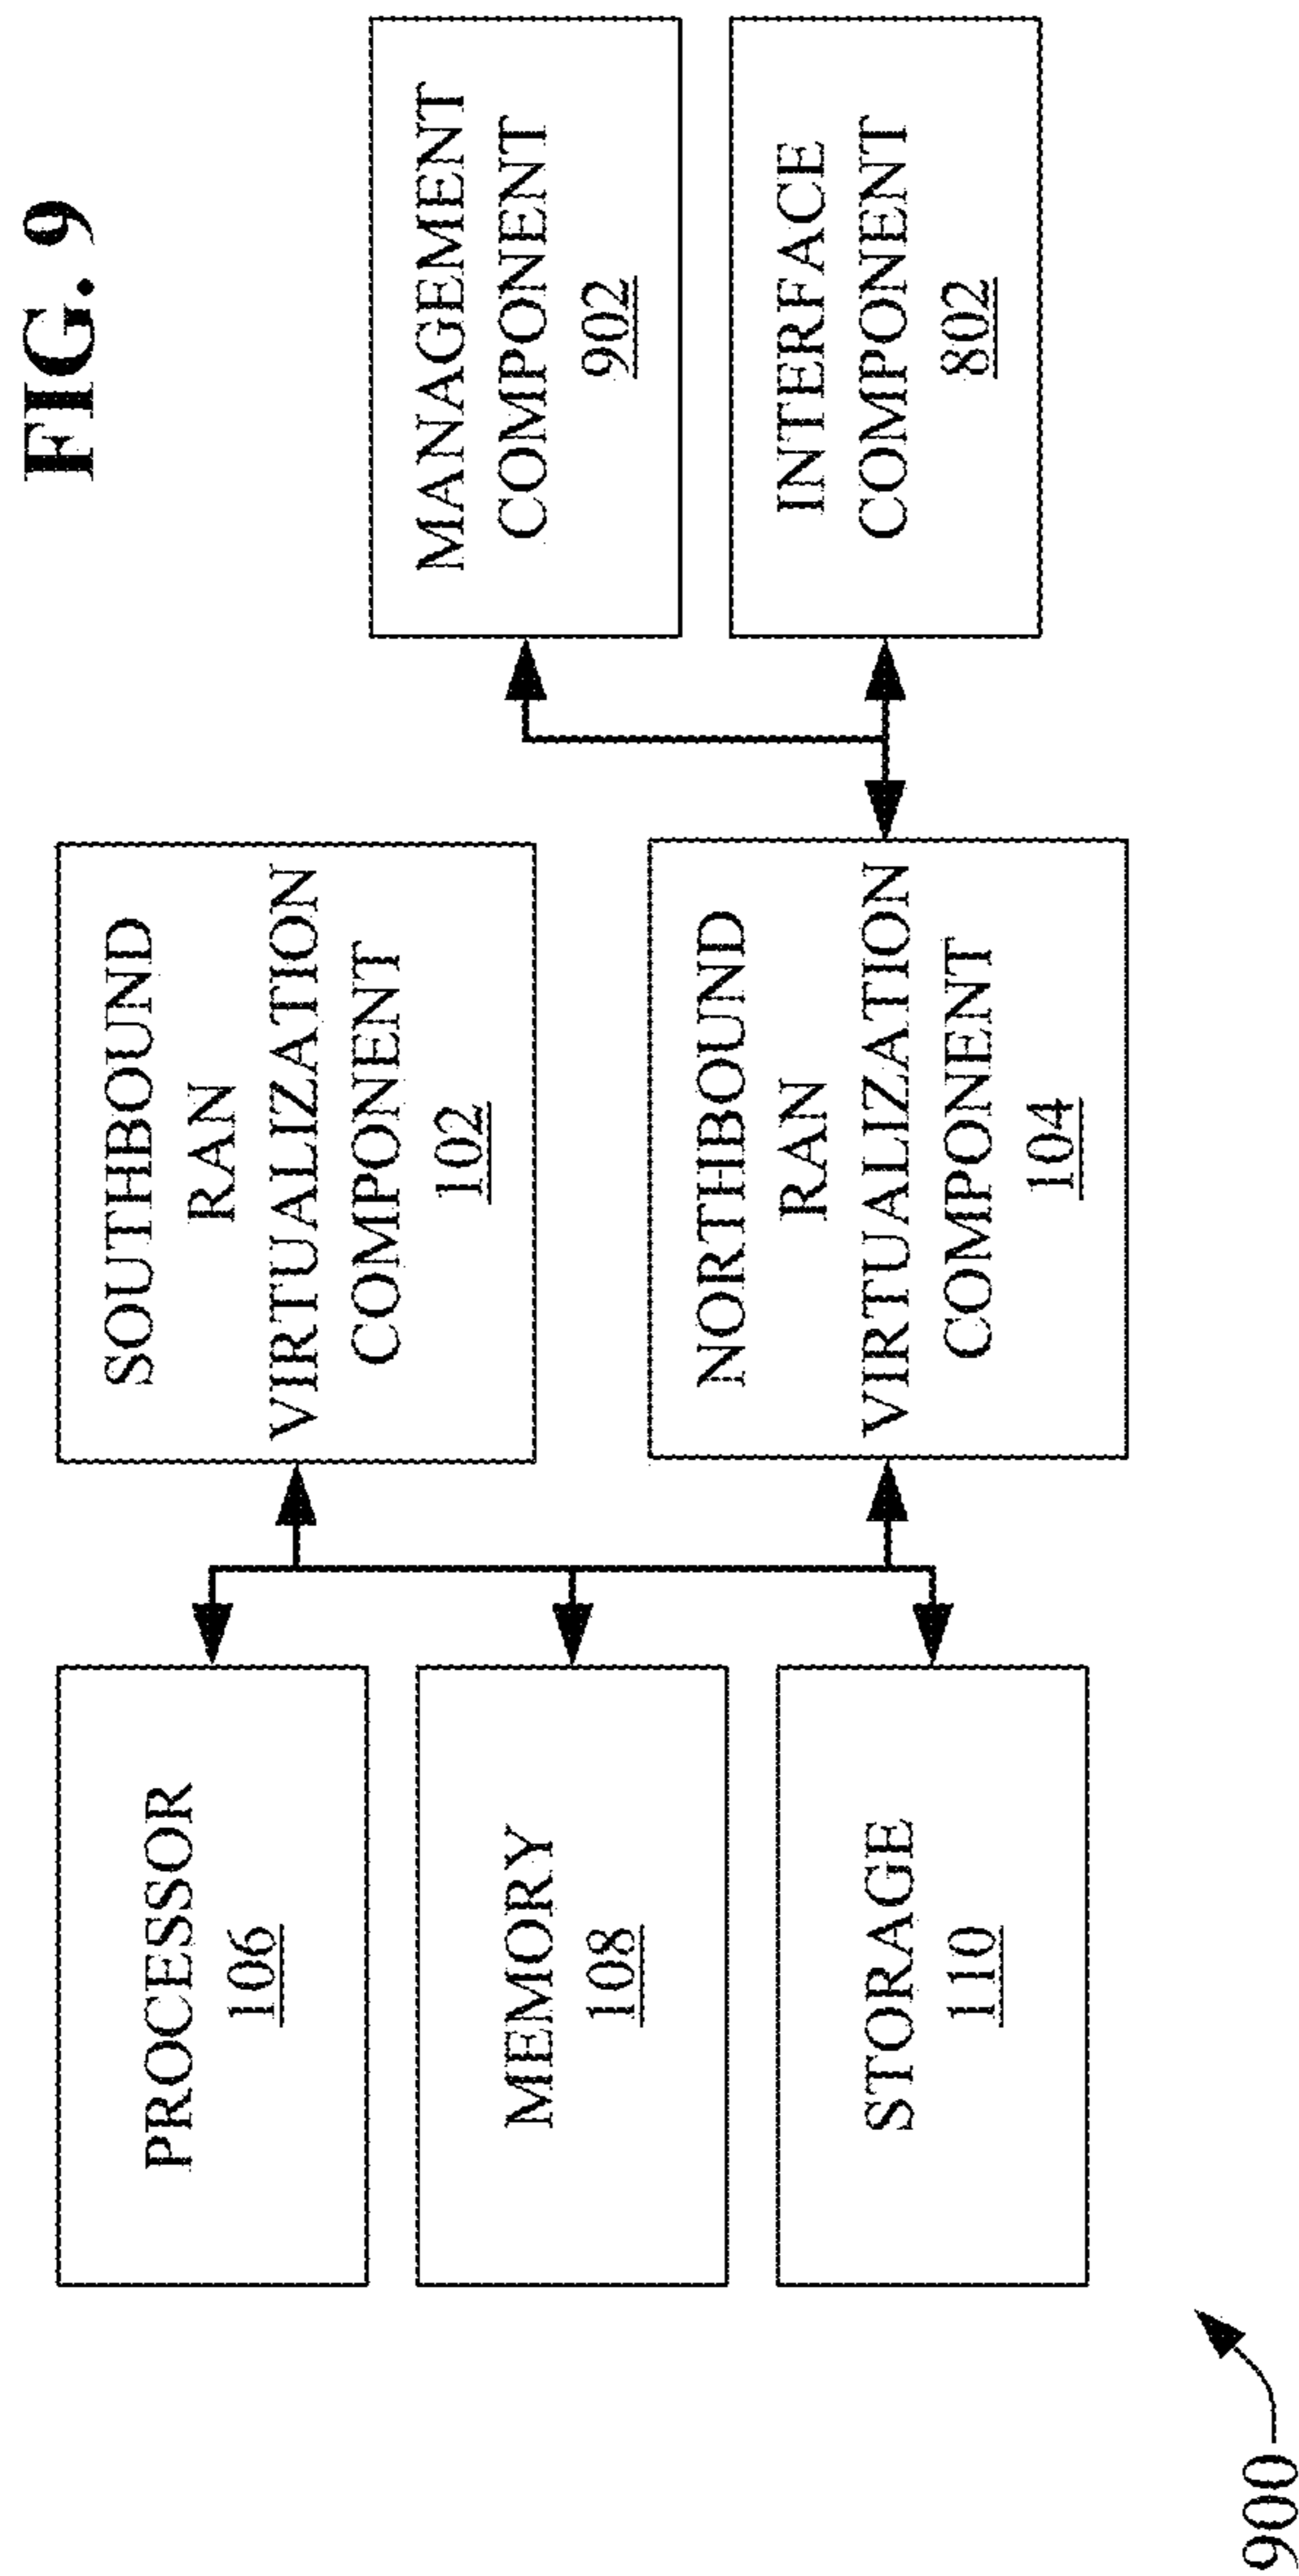 FIG. 9
PROCESSOR
106
MEMORY
108
STORAGE
110
SOUTHBOUND
RAN
VIRTUALIZATION
COMPONENT
102
NORTHBOUND
RAN
VIRTUALIZATION
COMPONENT
104
MANAGEMENT
COMPONENT
902
INTERFACE
COMPONENT
802
900